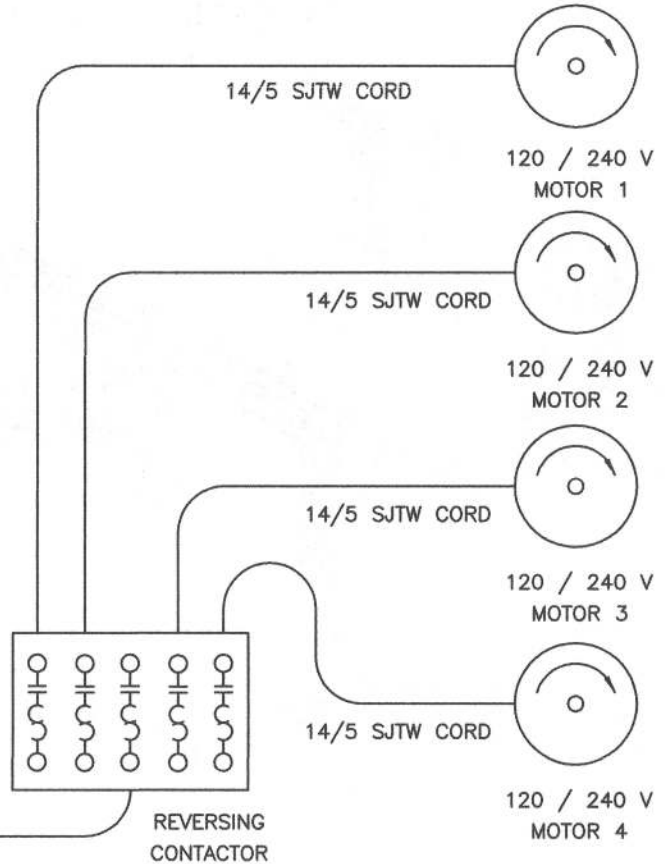 14/5 SJTW CORD
120 / 240 V
MOTOR 1
14/5 SJTW CORD
120 / 240 V
MOTOR 2
14/5 SJTW CORD
120 / 240 V
MOTOR 3
14/5 SJTW CORD
120 / 240 V
MOTOR 4
REVERSING
CONTACTOR